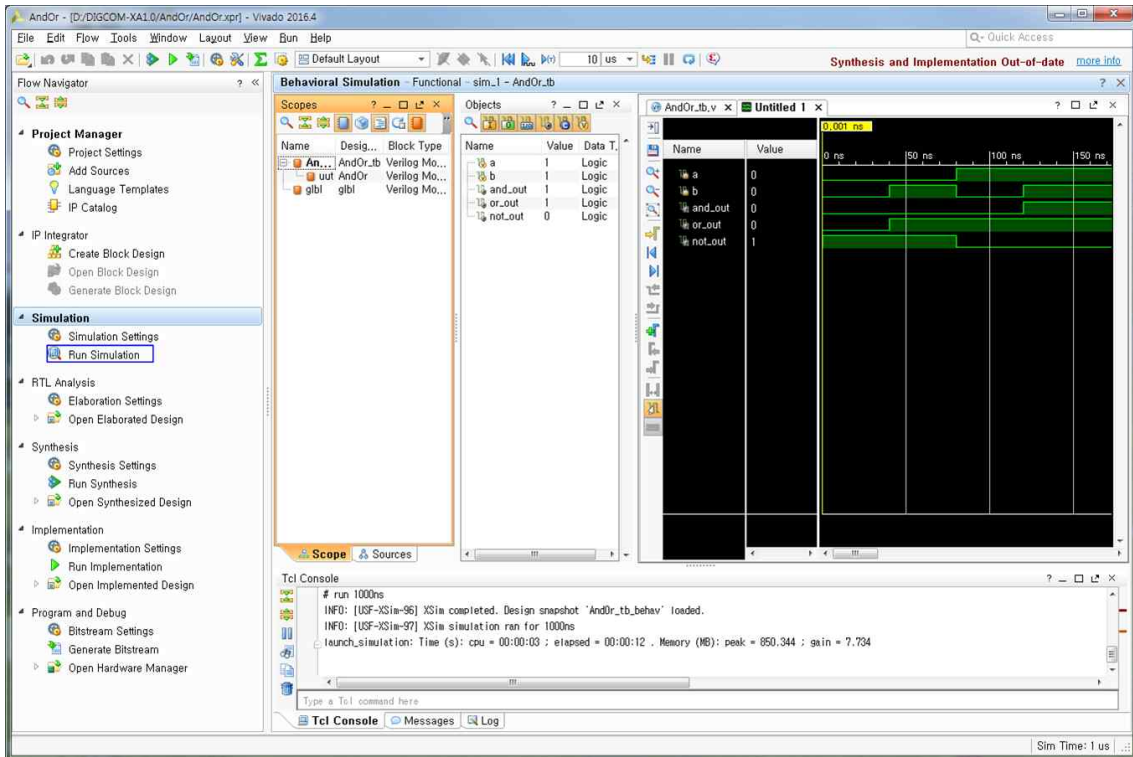 AndOr - [D:/DIGCOM-XA1.0/AndOr/AndOr.xpr] - Vivado 2016.4
File Edit Flow Tools Window Layout View Run Help
Q- Quick Access
Default Layout
10 us
Synthesis and Implementation Out-of-date more info
Flow Navigator
Project Manager
Project Settings
Add Sources
Language Templates
IP Catalog
IP Integrator
Create Block Design
Open Block Design
Generate Block Design
Simulation
Simulation Settings
Run Simulation
RTL Analysis
Elaboration Settings
Open Elaborated Design
Synthesis
Synthesis Settings
Run Synthesis
Open Synthesized Design
Implementation
Implementation Settings
Run Implementation
Open Implemented Design
Program and Debug
Bitstream Settings
Generate Bitstream
Open Hardware Manager
Behavioral Simulation - Functional - sim_1 - AndOr_tb
Scopes
Name Desig... Block Type
An... AndOr_tb Verilog Mo...
uut AndOr Verilog Mo...
glbl glbl Verilog Mo...
Scope Sources
Objects
Name Value Data T.
a 1 Logic
b 1 Logic
and_out 1 Logic
or_out 1 Logic
not_out 0 Logic
AndOr_tb.v Untitled 1
0.001 ns
Name Value
0 ns 50 ns 100 ns 150 ns
a 0
b 0
and_out 0
or_out 0
not_out 1
Tcl Console
# run 1000ns
INFO: [USF-XSim-96] XSim completed. Design snapshot 'AndOr_tb_behav' loaded.
INFO: [USF-XSim-97] XSim simulation ran for 1000ns
launch_simulation: Time (s): cpu = 00:00:03 ; elapsed = 00:00:12 . Memory (MB): peak = 850.344 ; gain = 7.734
Type a Tcl command here
Tcl Console Messages Log
Sim Time: 1 us